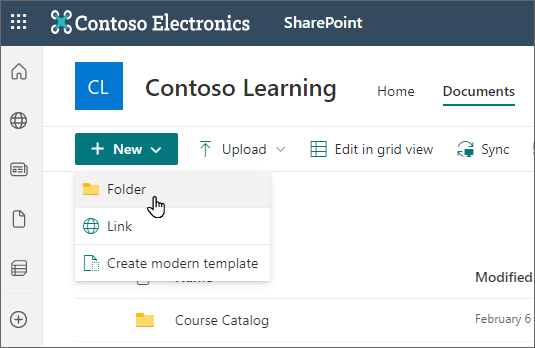 Contoso Electronics SharePoint
CL Contoso Learning Home Documents
+ New Upload Edit in grid view Sync
Folder
Link
Create modern template
Name Modified
Course Catalog February 6